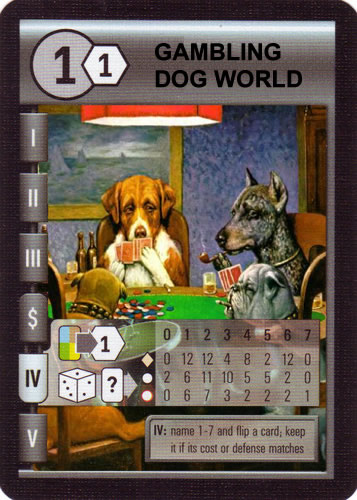 1 1 GAMBLING
DOG WORLD
I
II
III
$
IV
V
1
?
0 1 2 3 4 5 6 7
0 12 12 4 8 2 12 0
2 6 11 10 5 5 2 0
0 6 7 3 2 2 2 1
IV: name 1-7 and flip a card; keep
it if its cost or defense matches